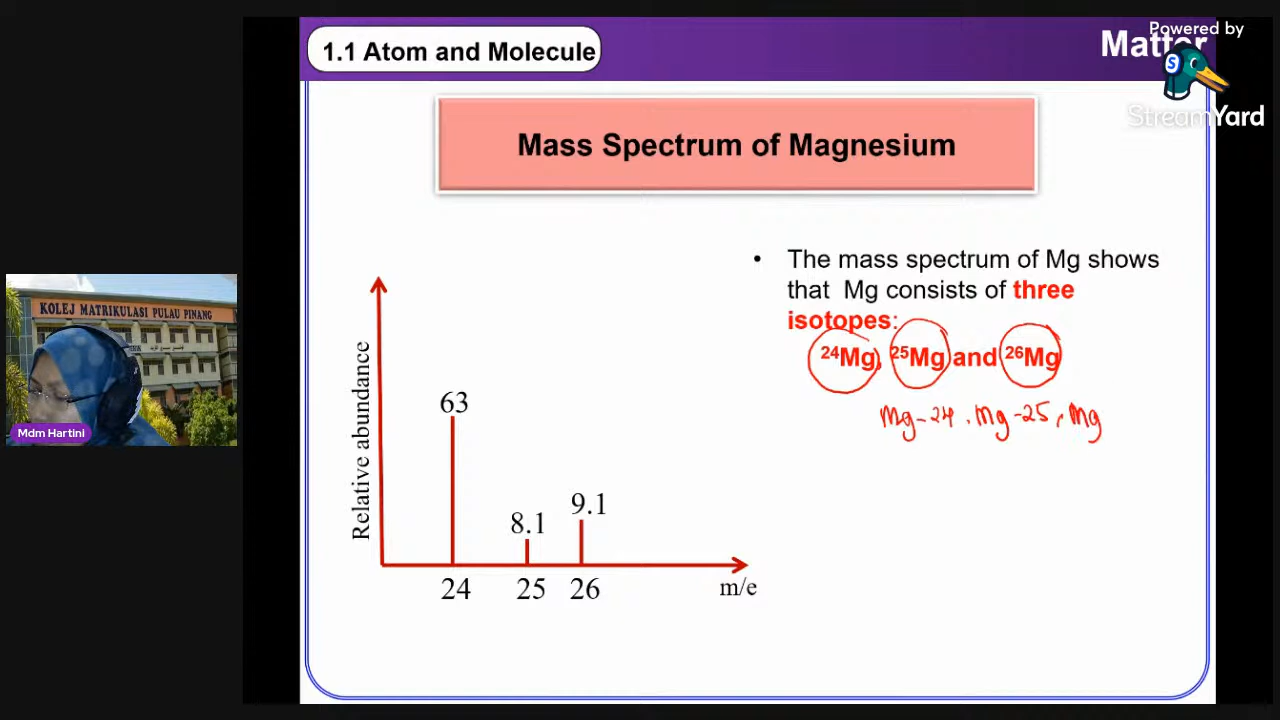 1.1 Atom and Molecule
Matter
Powered by
StreamYard
Mass Spectrum of Magnesium
• The mass spectrum of Mg shows
that Mg consists of three
isotopes:
²⁴Mg, ²⁵Mg and ²⁶Mg
Mg-24, Mg-25, Mg
KOLEJ MATRIKULASI PULAU PINANG
Mdm Hartini
Relative abundance
63
8.1
9.1
24 25 26
m/e